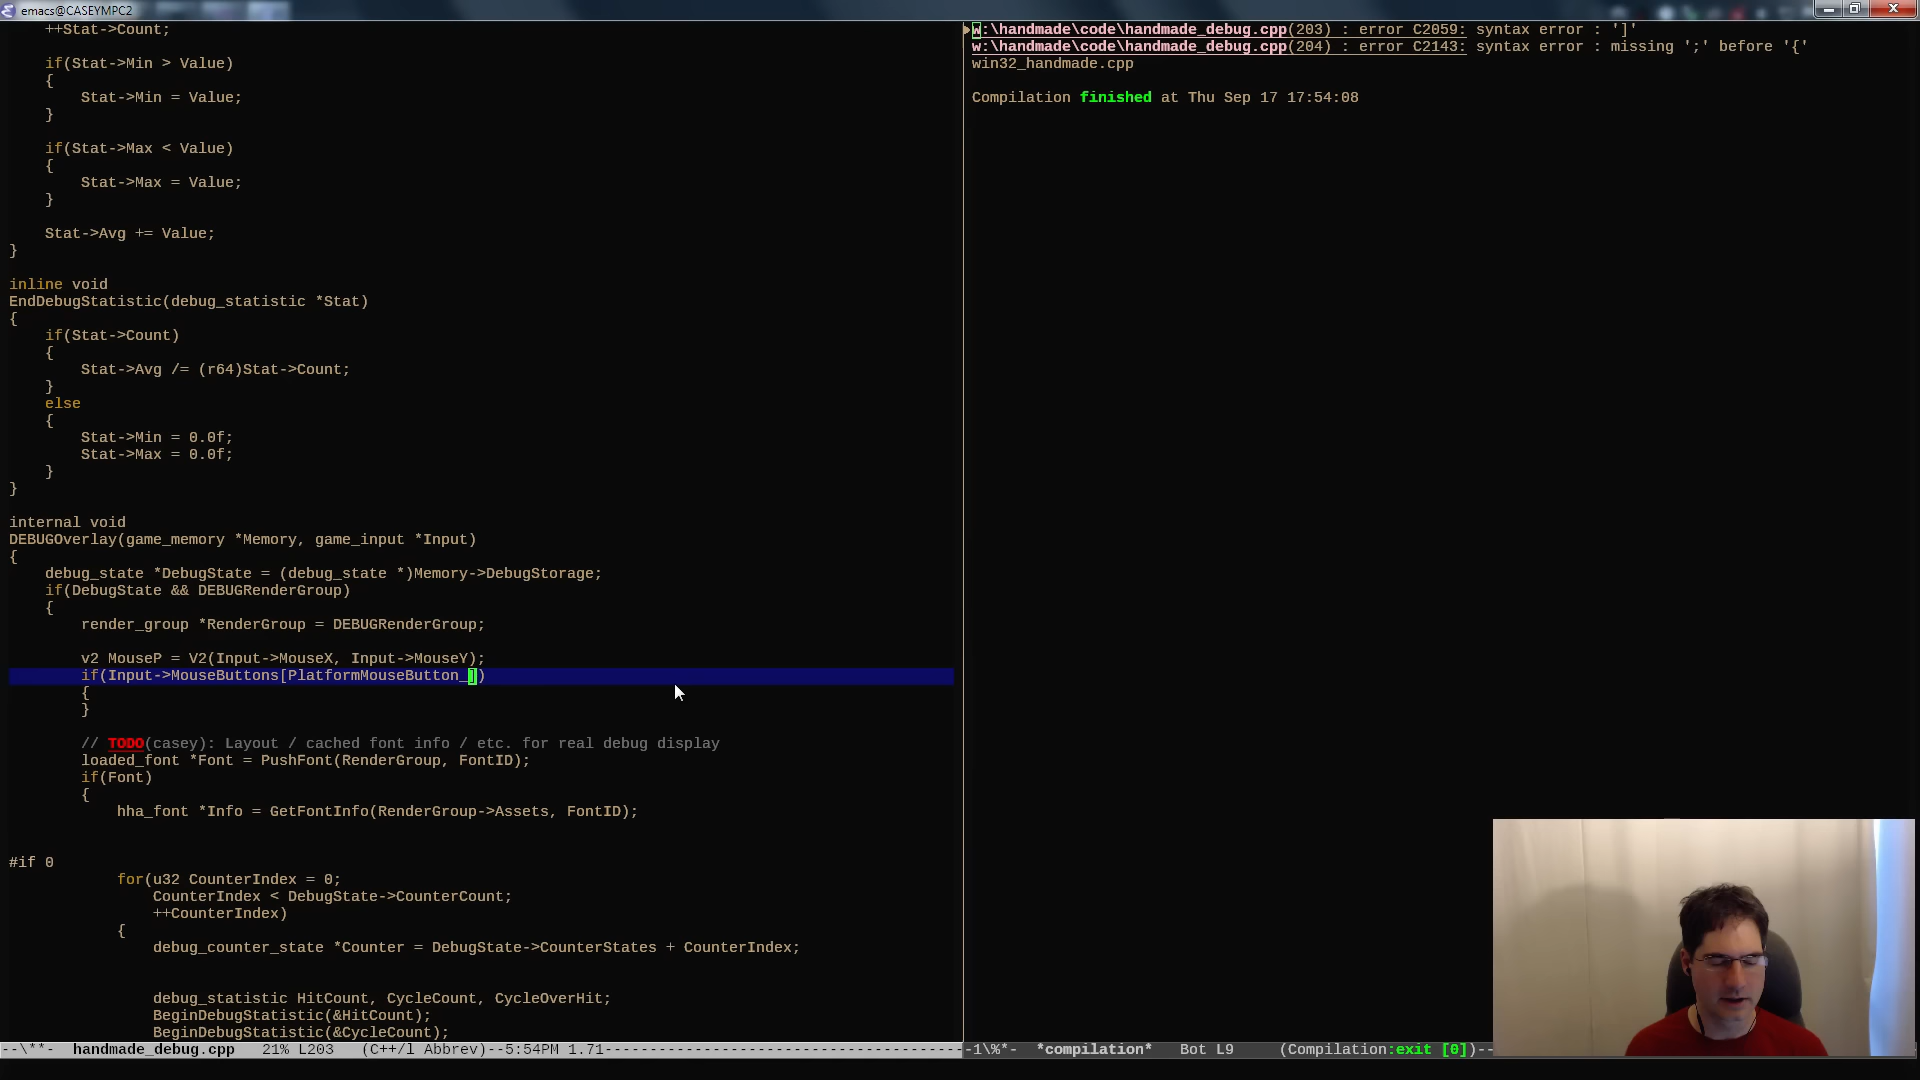 emacs@CASEYMPC2
    ++Stat->Count;
    if(Stat->Min > Value)
    {
        Stat->Min = Value;
    }
    if(Stat->Max < Value)
    {
        Stat->Max = Value;
    }
    Stat->Avg += Value;
}
inline void
EndDebugStatistic(debug_statistic *Stat)
{
    if(Stat->Count)
    {
        Stat->Avg /= (r64)Stat->Count;
    }
    else
    {
        Stat->Min = 0.0f;
        Stat->Max = 0.0f;
    }
}
internal void
DEBUGOverlay(game_memory *Memory, game_input *Input)
{
    debug_state *DebugState = (debug_state *)Memory->DebugStorage;
    if(DebugState && DEBUGRenderGroup)
    {
        render_group *RenderGroup = DEBUGRenderGroup;
        v2 MouseP = V2(Input->MouseX, Input->MouseY);
        if(Input->MouseButtons[PlatformMouseButton_])
        {
        }
        // TODO(casey): Layout / cached font info / etc. for real debug display
        loaded_font *Font = PushFont(RenderGroup, FontID);
        if(Font)
        {
            hha_font *Info = GetFontInfo(RenderGroup->Assets, FontID);
#if 0
            for(u32 CounterIndex = 0;
                CounterIndex < DebugState->CounterCount;
                ++CounterIndex)
            {
                debug_counter_state *Counter = DebugState->CounterStates + CounterIndex;
                debug_statistic HitCount, CycleCount, CycleOverHit;
                BeginDebugStatistic(&HitCount);
                BeginDebugStatistic(&CycleCount);
--\**-  handmade_debug.cpp   21% L203   (C++/l Abbrev)--5:54PM 1.71----------------------------------------
w:\handmade\code\handmade_debug.cpp(203) : error C2059: syntax error : ']'
w:\handmade\code\handmade_debug.cpp(204) : error C2143: syntax error : missing ';' before '{'
win32_handmade.cpp
Compilation finished at Thu Sep 17 17:54:08
-1\%*-  *compilation*   Bot L9     (Compilation:exit [0])--